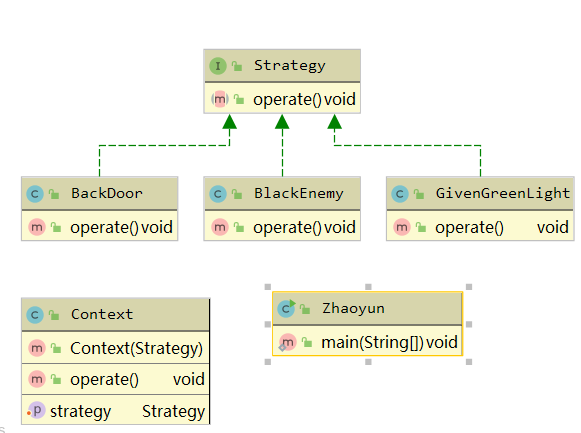 I Strategy
m operate() void
C BackDoor
m operate() void
C BlackEnemy
m operate() void
C GivenGreenLight
m operate() void
C Context
m Context(Strategy)
m operate() void
p strategy Strategy
C Zhaoyun
m main(String[]) void
s